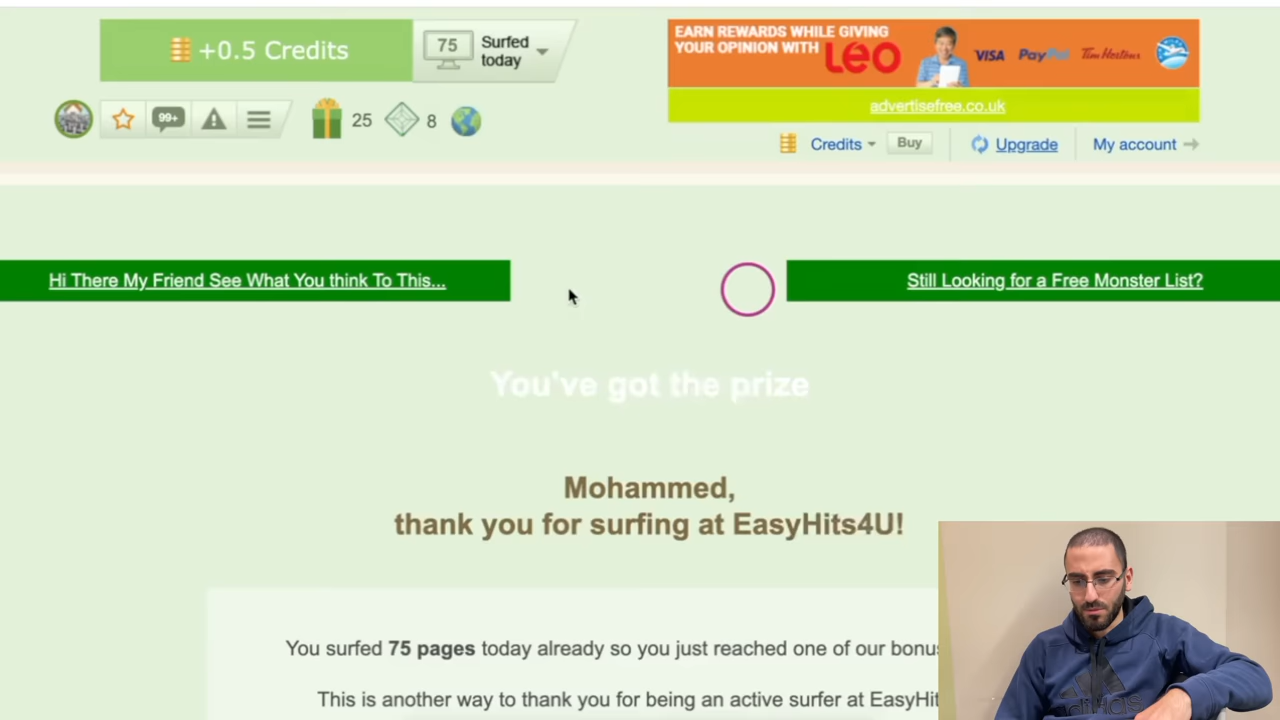 +0.5 Credits
75
Surfed
today
EARN REWARDS WHILE GIVING
YOUR OPINION WITH
Leo
VISA
PayPal
Tim Hortons
advertisefree.co.uk
99+
25
8
Credits
Buy
Upgrade
My account
Hi There My Friend See What You think To This...
Still Looking for a Free Monster List?
You've got the prize
Mohammed,
thank you for surfing at EasyHits4U!
You surfed 75 pages today already so you just reached one of our bonus
This is another way to thank you for being an active surfer at EasyHit
adidas